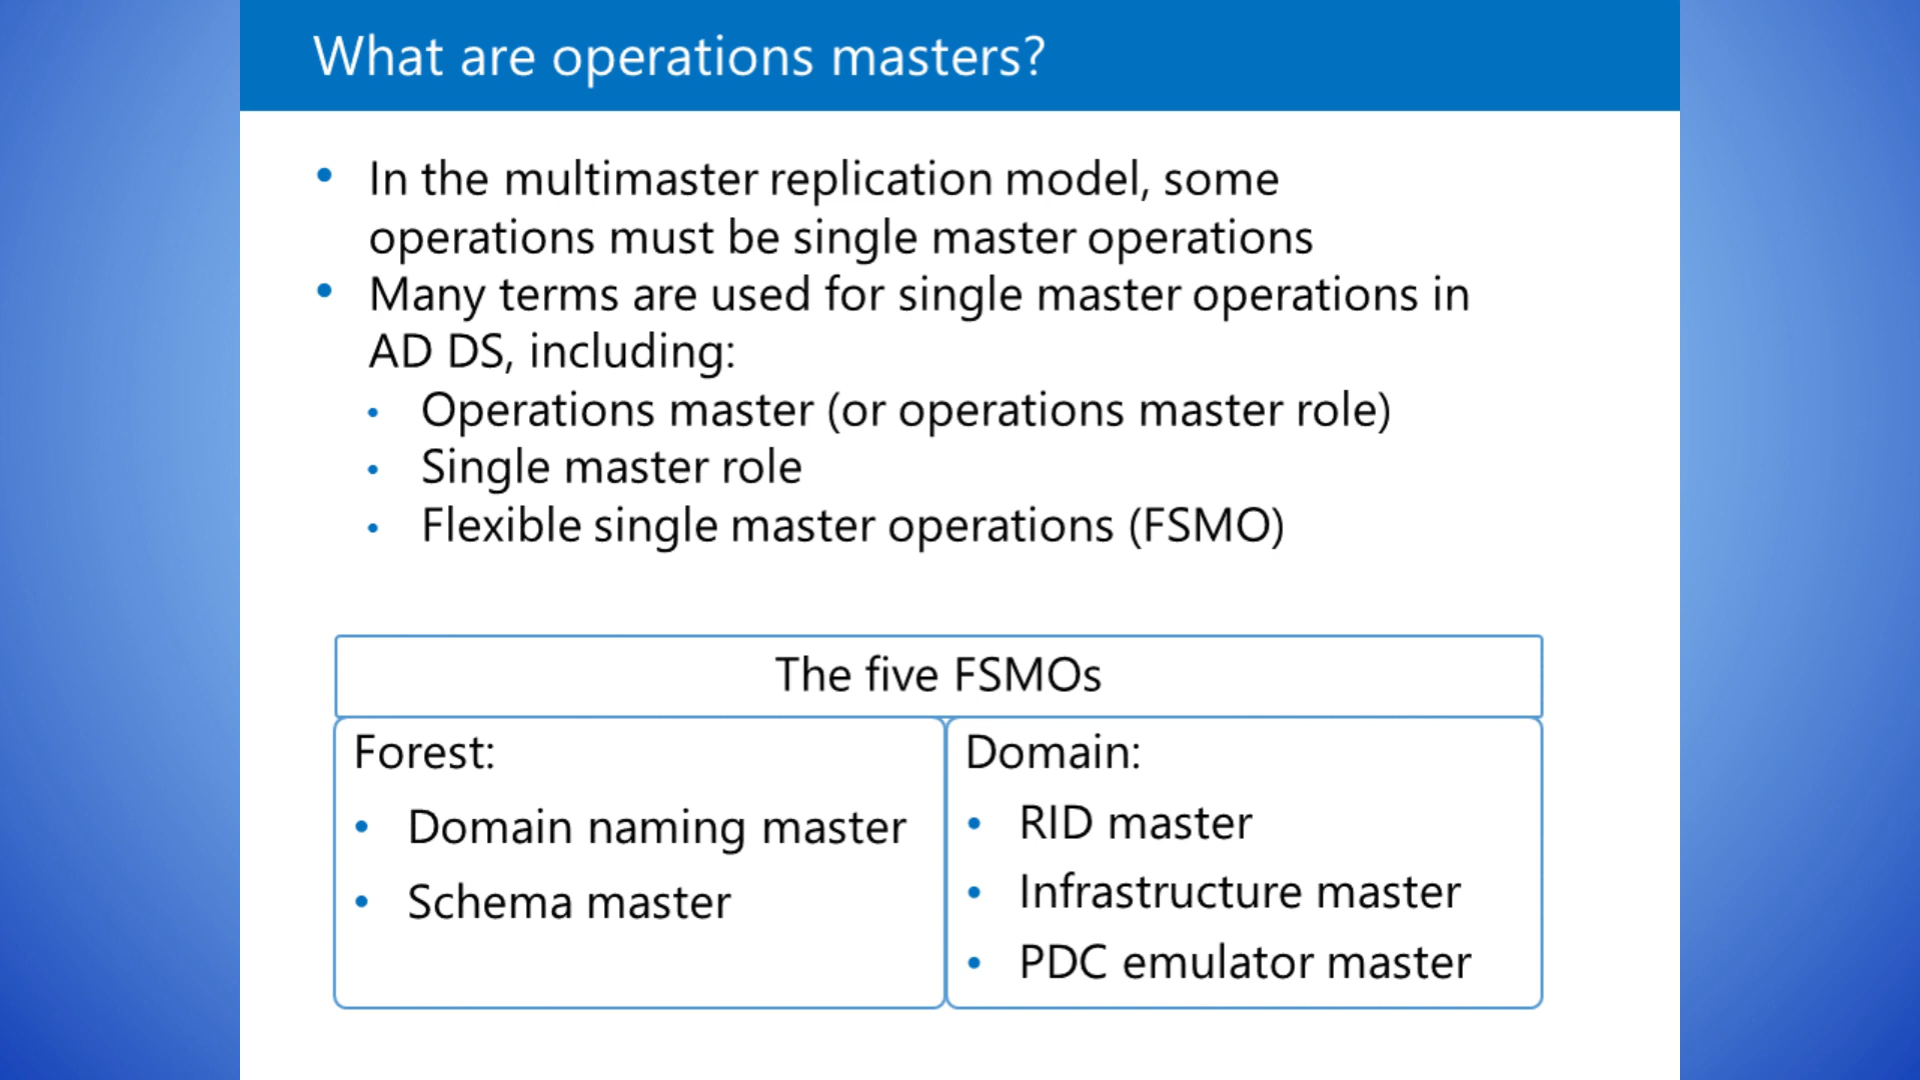 What are operations masters?
• In the multimaster replication model, some
operations must be single master operations
• Many terms are used for single master operations in
AD DS, including:
• Operations master (or operations master role)
• Single master role
• Flexible single master operations (FSMO)
The five FSMOs
Forest:
• Domain naming master
• Schema master
Domain:
• RID master
• Infrastructure master
• PDC emulator master